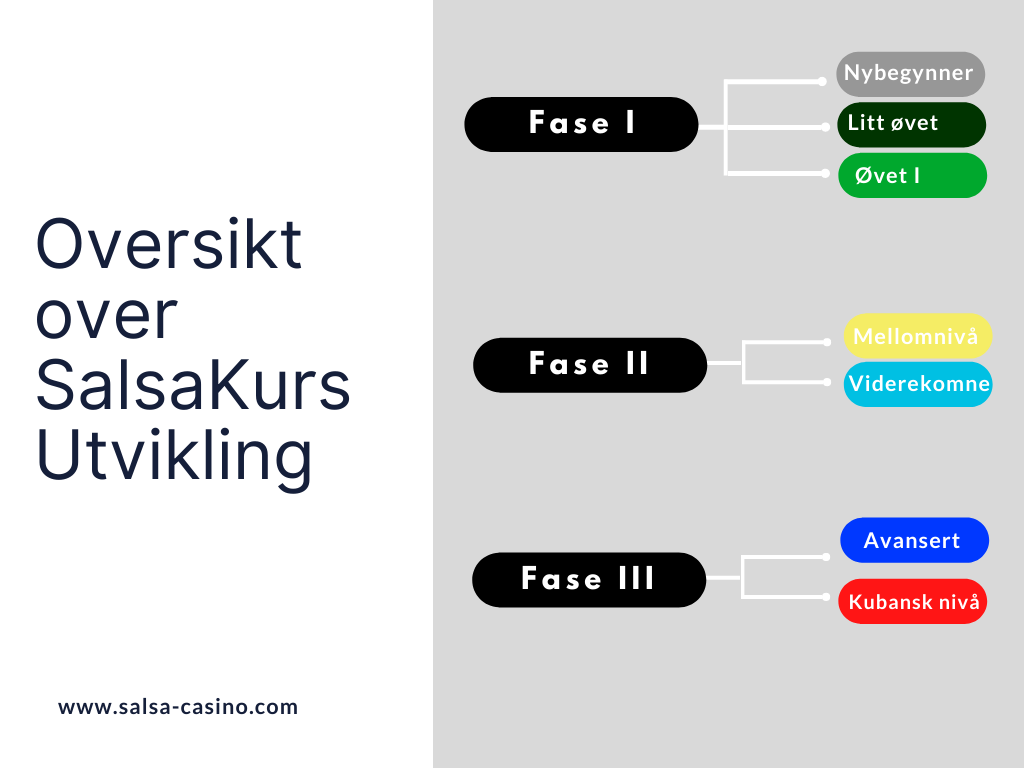 Oversikt
over
SalsaKurs
Utvikling
www.salsa-casino.com
Fase I
Nybegynner
Litt øvet
Øvet I
Fase II
Mellomnivå
Viderekomne
Fase III
Avansert
Kubansk nivå